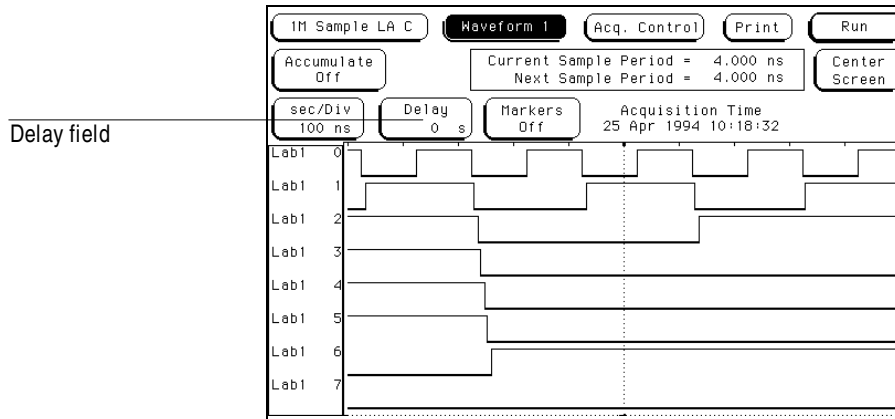 1M Sample LA C
Waveform 1
Acq. Control
Print
Run
Accumulate
Off
Current Sample Period = 4.000 ns
Next Sample Period = 4.000 ns
Center
Screen
sec/Div
100 ns
Delay
0 s
Markers
Off
Acquisition Time
25 Apr 1994 10:18:32
Delay field
Lab1 0
Lab1 1
Lab1 2
Lab1 3
Lab1 4
Lab1 5
Lab1 6
Lab1 7